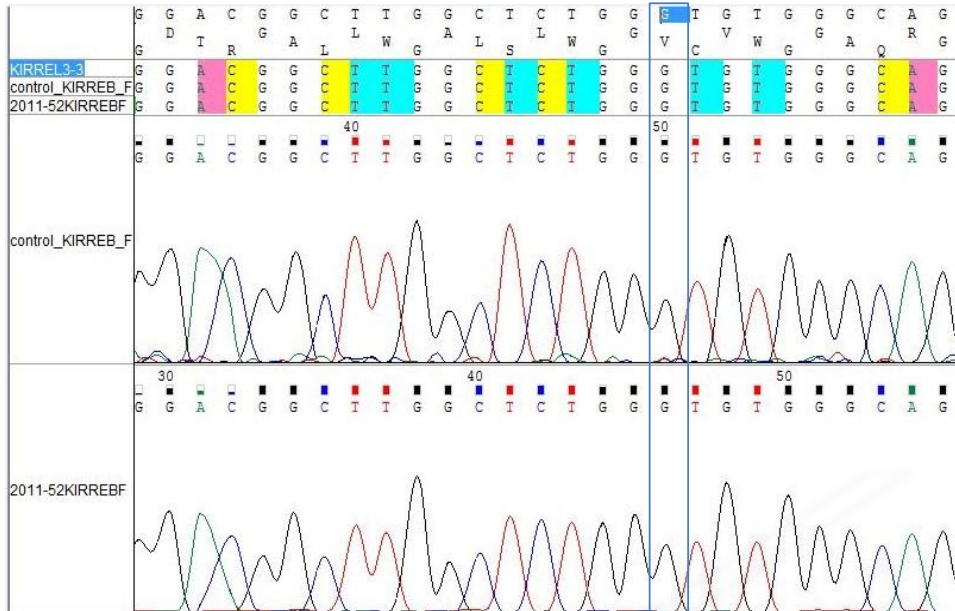 G G A C G G C T T G G C T C T G G G T G T G G G C A G
D G L G A L G V G R
T A L W A L W G V W G A
G R L G S G C G Q G
KIRREL3-3 G G A C G G C T T G G C T C T G G G T G T G G G C A G
control_KIRREB_F G G A C G G C T T G G C T C T G G G T G T G G G C A G
2011-52KIRREBF G G A C G G C T T G G C T C T G G G T G T G G G C A G
40 50
G G A C G G C T T G G C T C T G G G T G T G G G C A G
control_KIRREB_F
30 40 50
G G A C G G C T T G G C T C T G G G T G T G G G C A G
2011-52KIRREBF